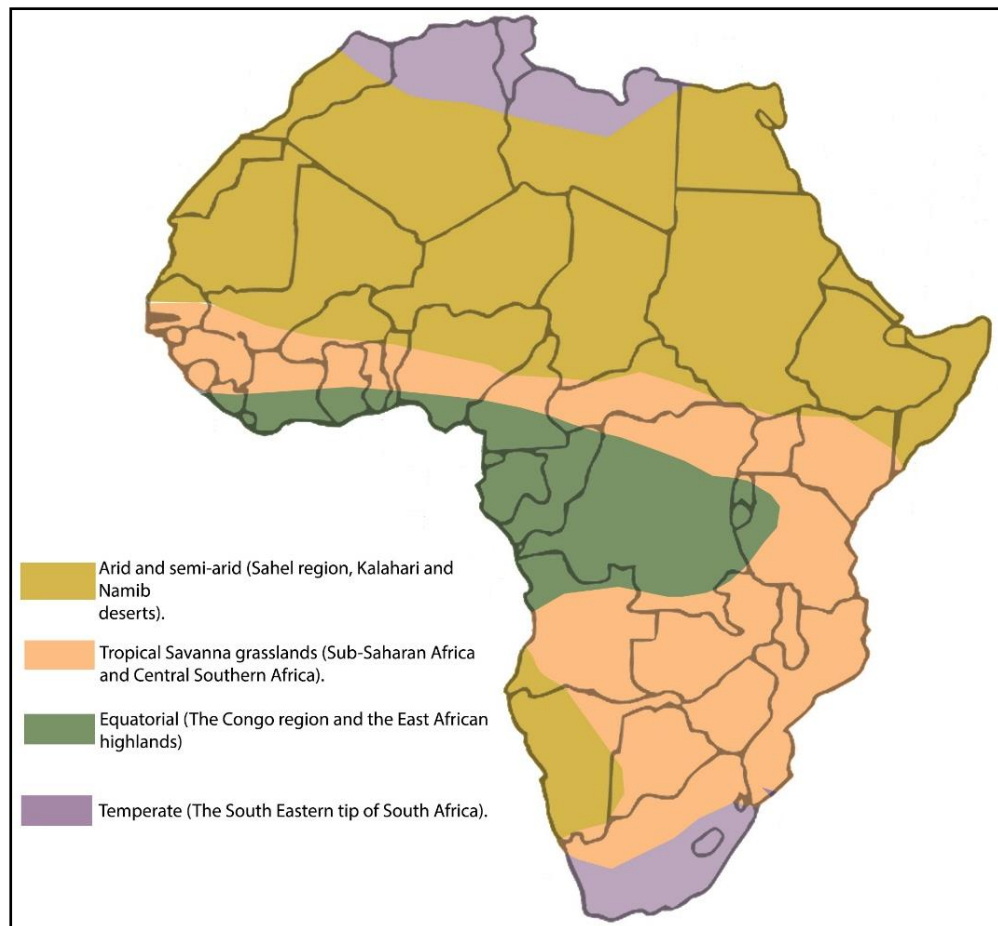 Arid and semi-arid (Sahel region, Kalahari and
Namib
deserts).
Tropical Savanna grasslands (Sub-Saharan Africa
and Central Southern Africa).
Equatorial (The Congo region and the East African
highlands)
Temperate (The South Eastern tip of South Africa).